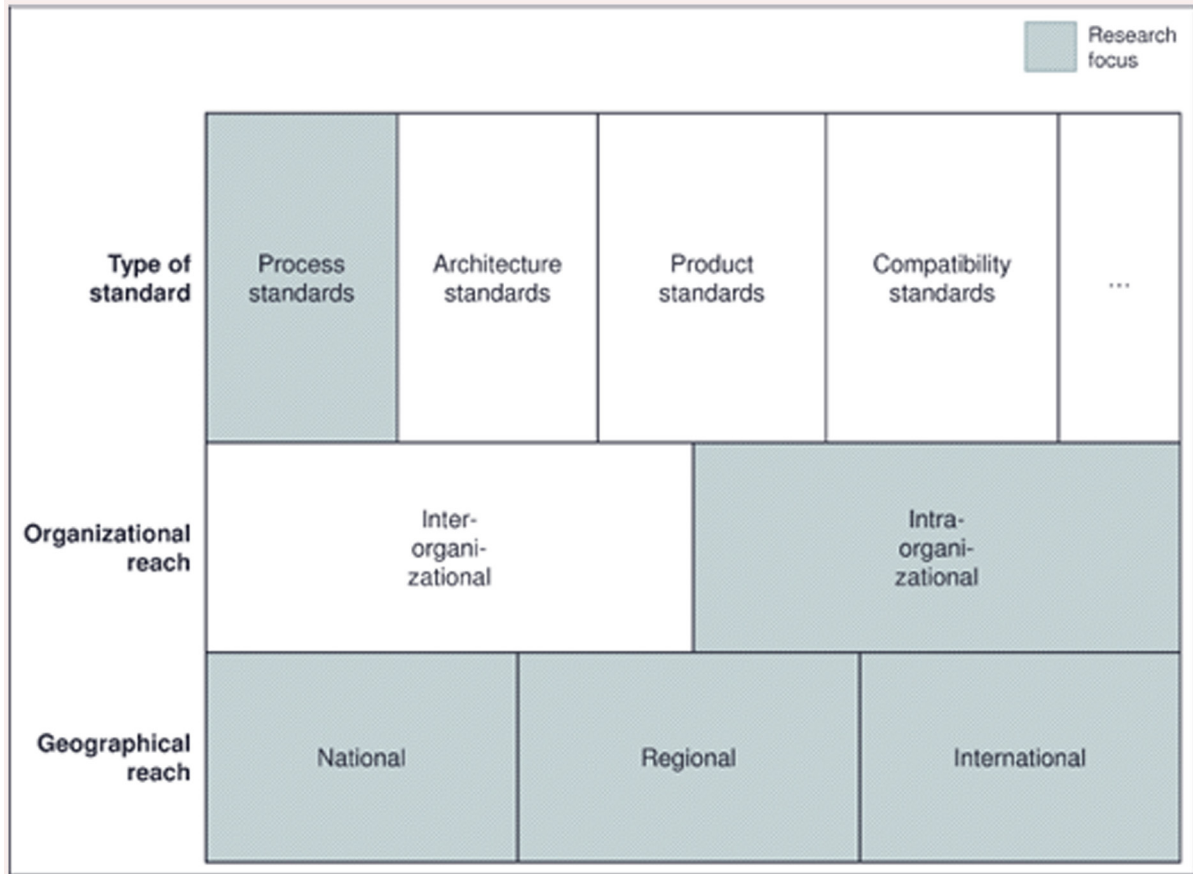 Research
focus
Type of
standard
Process
standards
Architecture
standards
Product
standards
Compatibility
standards
...
Organizational
reach
Inter-
organi-
zational
Intra-
organi-
zational
Geographical
reach
National
Regional
International